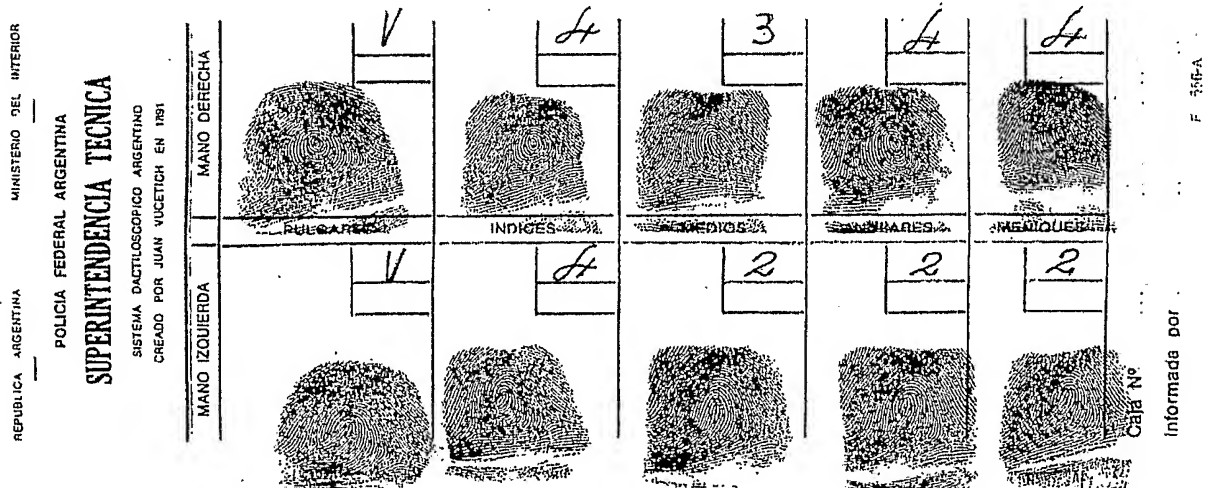 REPUBLICA ARGENTINA
MINISTERIO DEL INTERIOR
POLICIA FEDERAL ARGENTINA
SUPERINTENDENCIA TECNICA
SISTEMA DACTILOSCOPICO ARGENTINO
CREADO POR JUAN VUCETICH EN 1891
MANO DERECHA
V 4 3 4 4
PULGARES INDICES MEDIOS ANULARES MEÑIQUES
MANO IZQUIERDA
V 4 2 2 2
Caja Nº
Informada por